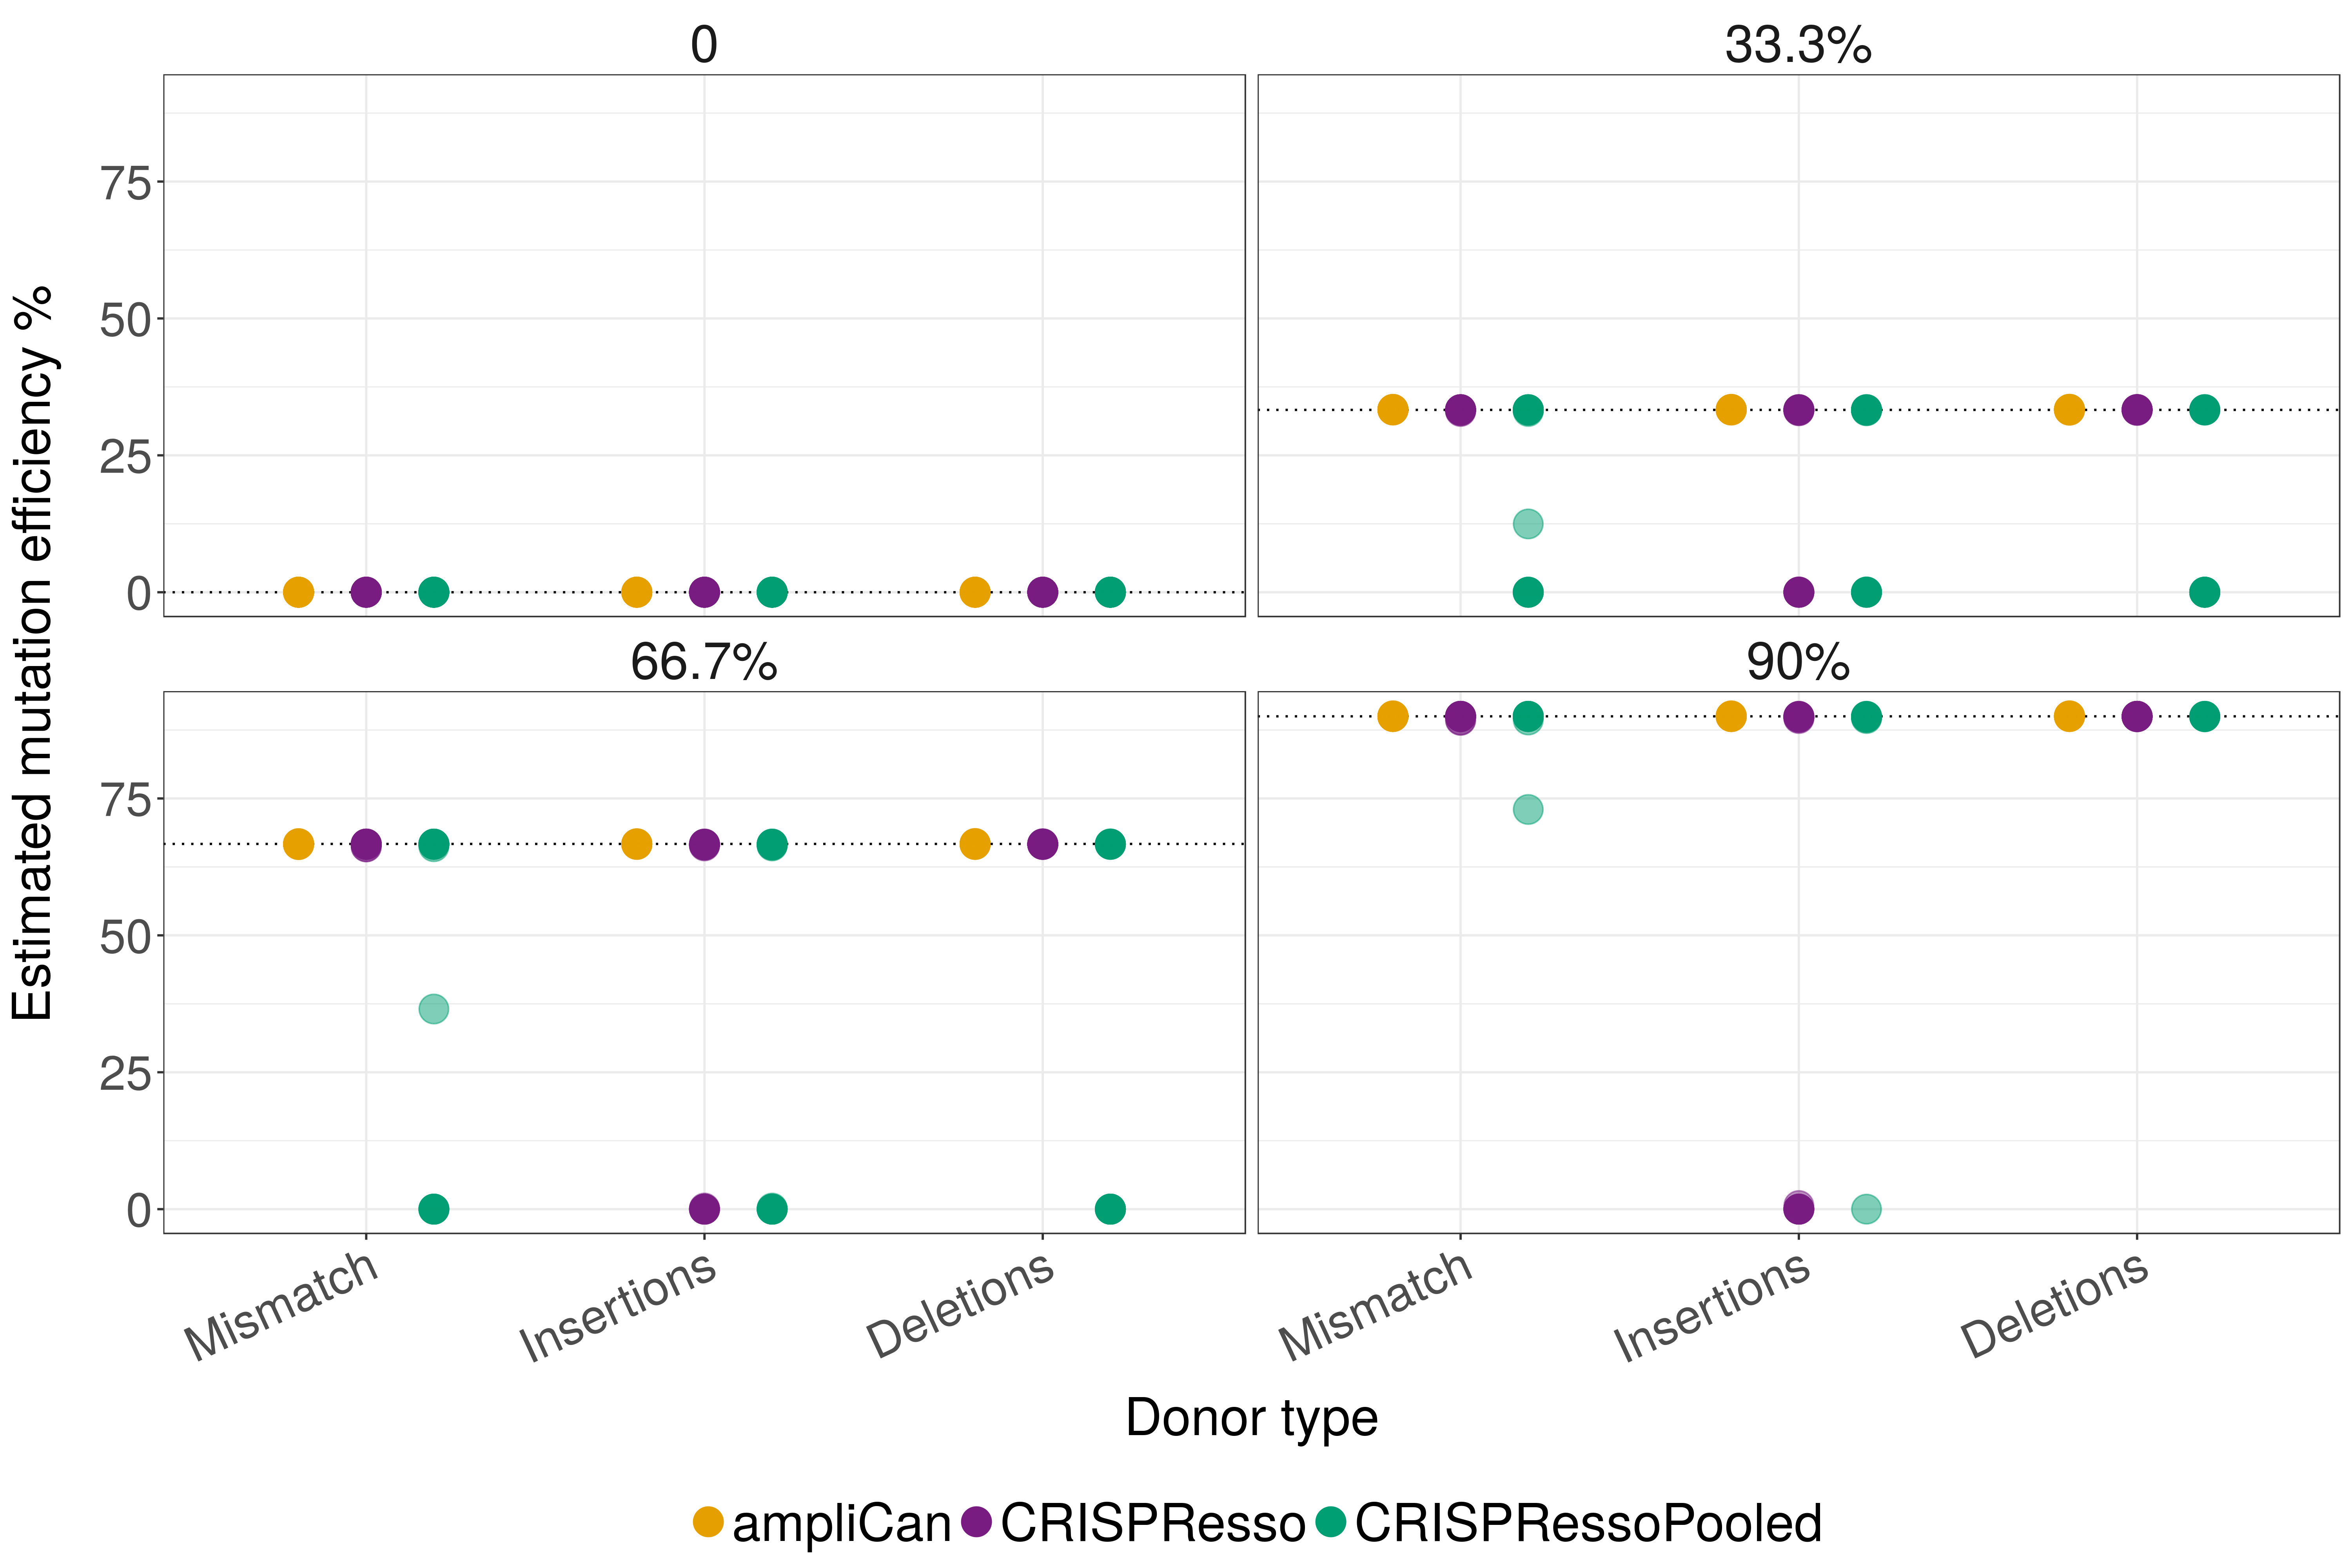 0
33.3%
75
50
25
0
66.7%
90%
75
50
25
0
Estimated mutation efficiency %
Mismatch
Insertions
Deletions
Mismatch
Insertions
Deletions
Donor type
ampliCan CRISPResso CRISPRessoPooled